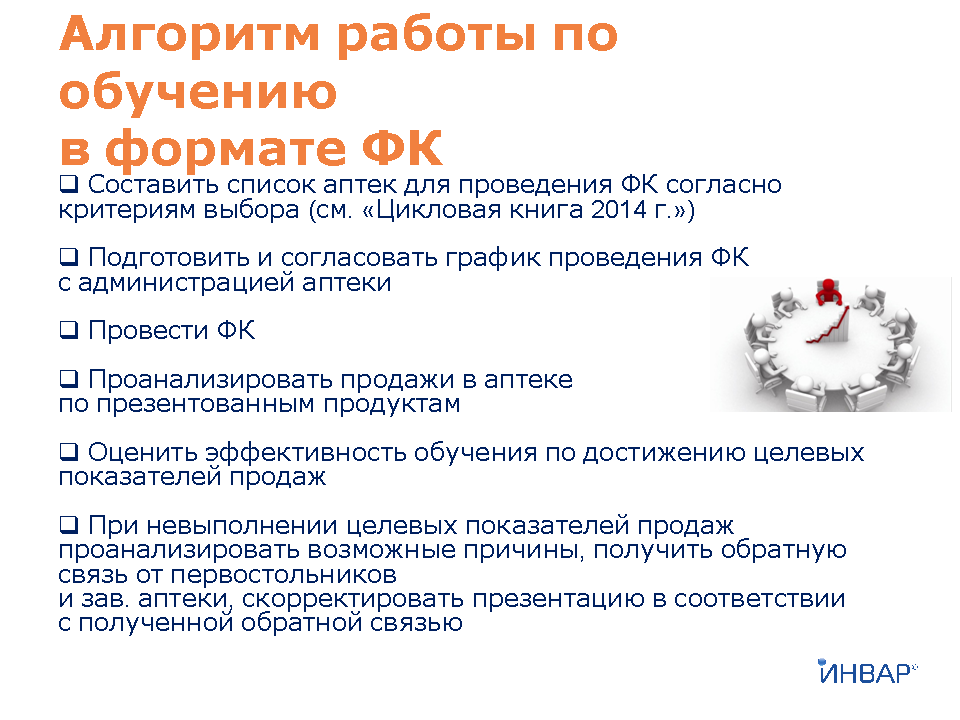 Алгоритм работы по
обучению
в формате ФК
❑ Составить список аптек для проведения ФК согласно
критериям выбора (см. «Цикловая книга 2014 г.»)
❑ Подготовить и согласовать график проведения ФК
с администрацией аптеки
❑ Провести ФК
❑ Проанализировать продажи в аптеке
по презентованным продуктам
❑ Оценить эффективность обучения по достижению целевых
показателей продаж
❑ При невыполнении целевых показателей продаж
проанализировать возможные причины, получить обратную
связь от первостольников
и зав. аптеки, скорректировать презентацию в соответствии
с полученной обратной связью
ИНВАР®